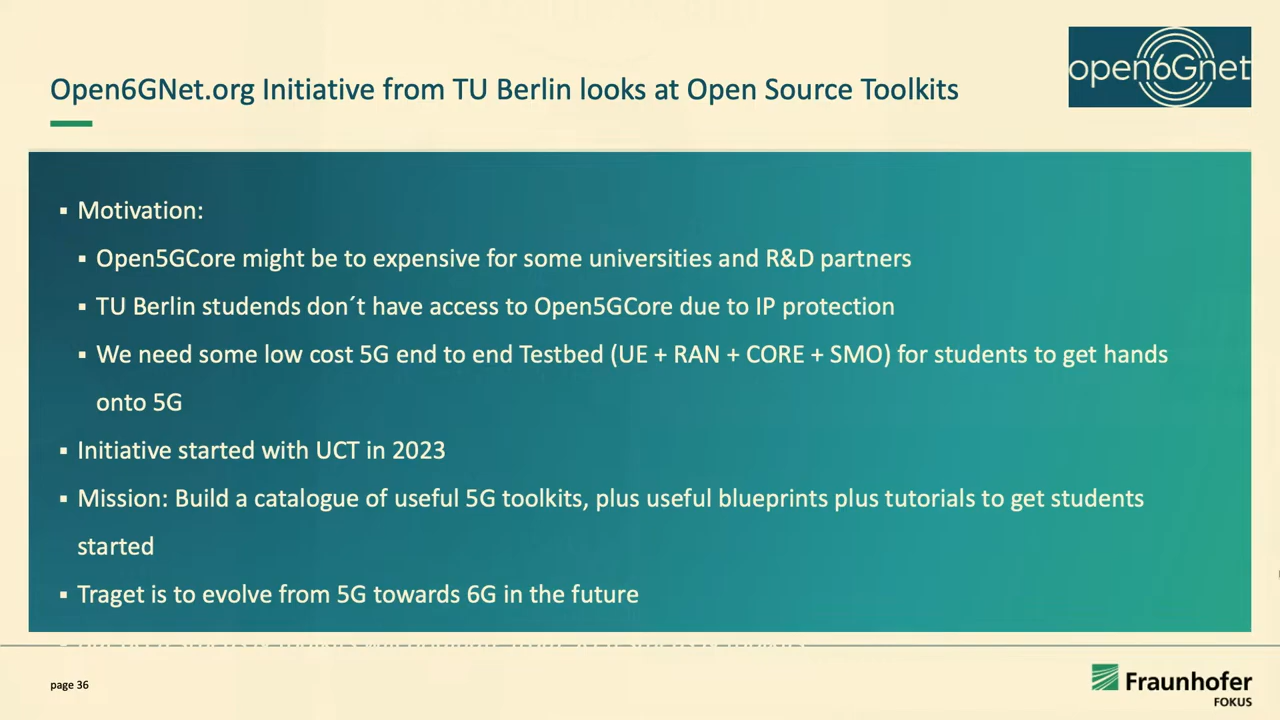 open6Gnet
Open6GNet.org Initiative from TU Berlin looks at Open Source Toolkits
▪ Motivation:
▪ Open5GCore might be to expensive for some universities and R&D partners
▪ TU Berlin studends don´t have access to Open5GCore due to IP protection
▪ We need some low cost 5G end to end Testbed (UE + RAN + CORE + SMO) for students to get hands
onto 5G
▪ Initiative started with UCT in 2023
▪ Mission: Build a catalogue of useful 5G toolkits, plus useful blueprints plus tutorials to get students
started
▪ Traget is to evolve from 5G towards 6G in the future
page 36
Fraunhofer
FOKUS